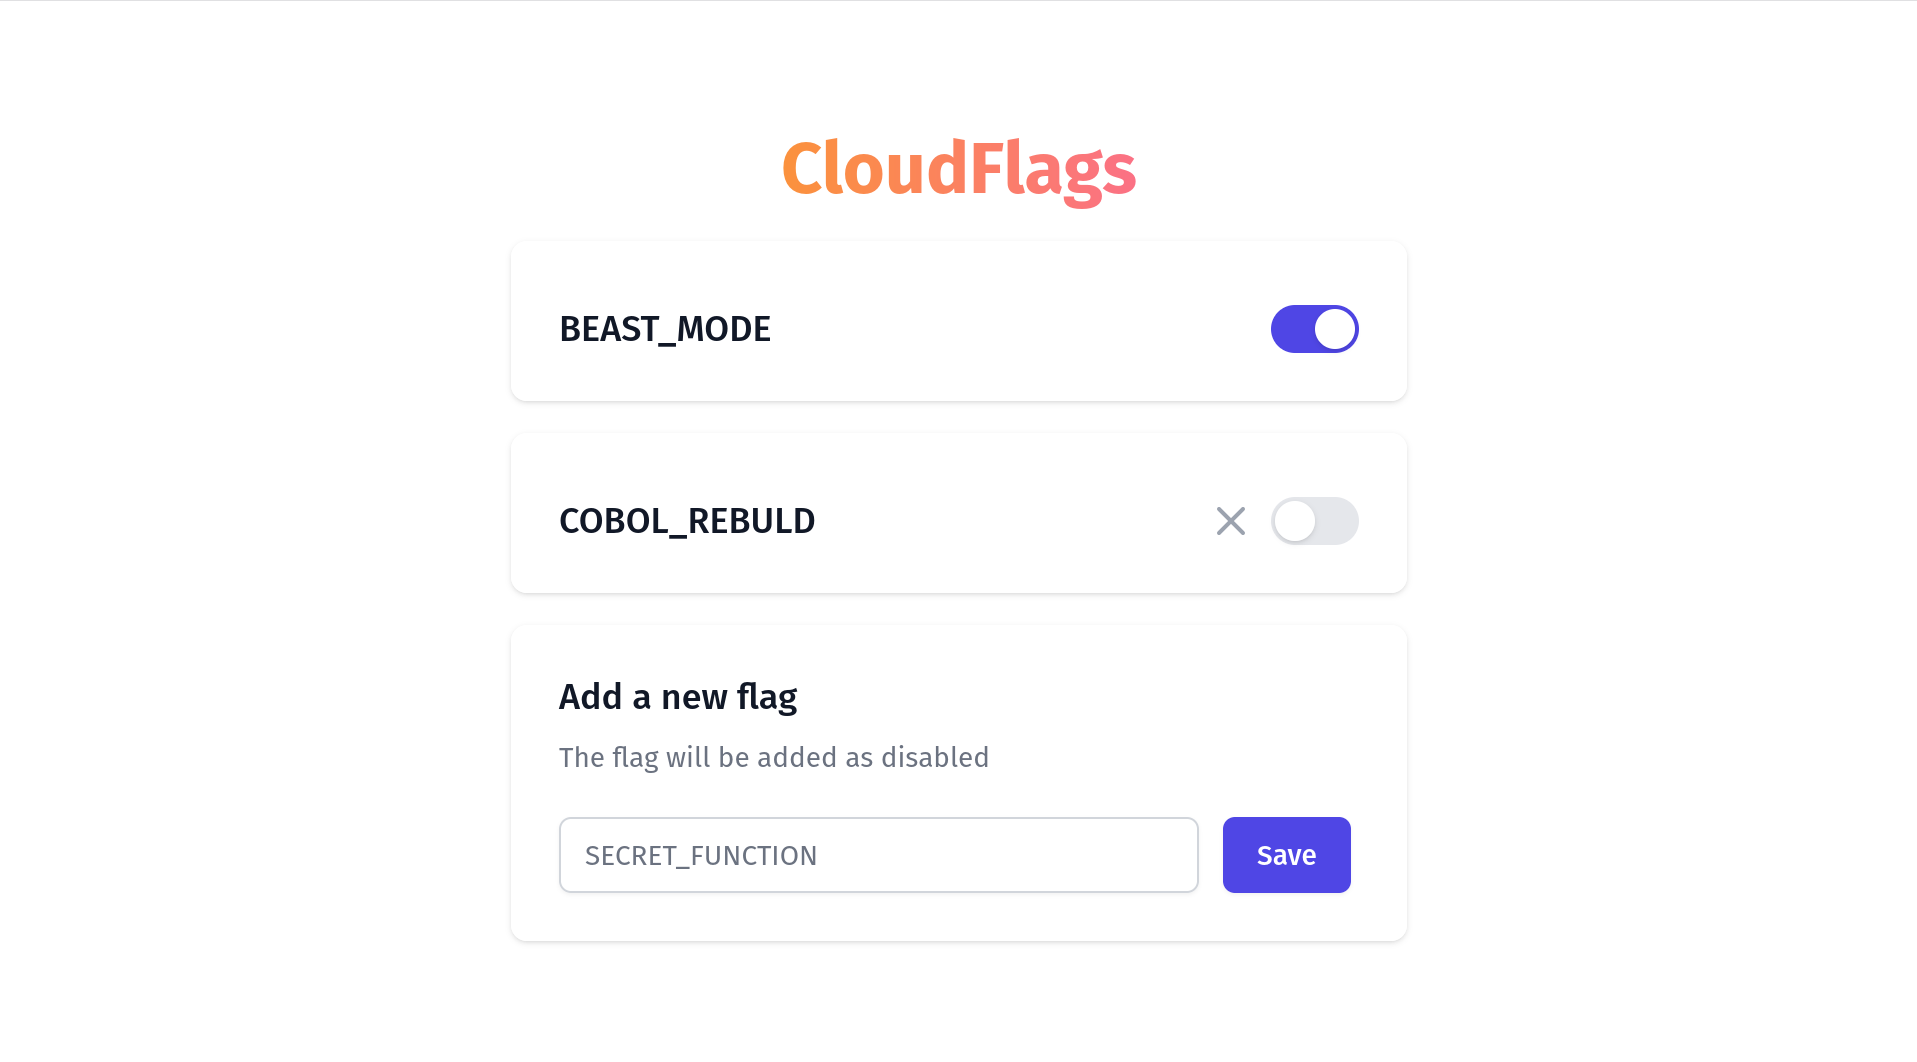 CloudFlags
BEAST_MODE
COBOL_REBULD
Add a new flag
The flag will be added as disabled
SECRET_FUNCTION
Save